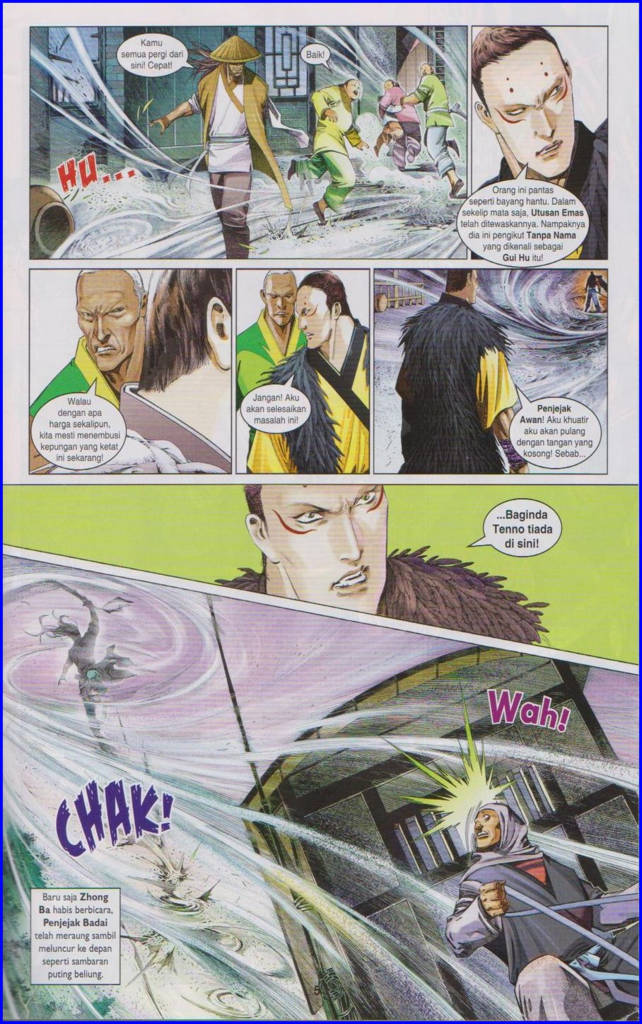 Kamu
semua pergi dari
sini! Cepat!
Baik!
HU...
Orang ini pantas
seperti bayang hantu. Dalam
sekelip mata saja, Utusan Emas
telah ditewaskannya. Nampaknya
dia ini pengikut Tanpa Nama
yang dikenali sebagai
Gui Hu itu!
Walau
dengan apa
harga sekalipun,
kita mesti menembusi
kepungan yang ketat
ini sekarang!
Jangan! Aku
akan selesaikan
masalah ini!
Penjejak
Awan! Aku khuatir
aku akan pulang
dengan tangan yang
kosong! Sebab...
...Baginda
Tenno tiada
di sini!
Wah!
CHAK!
Baru saja Zhong
Ba habis berbicara,
Penjejak Badai
telah meraung sambil
meluncur ke depan
seperti sambaran
puting beliung.
5